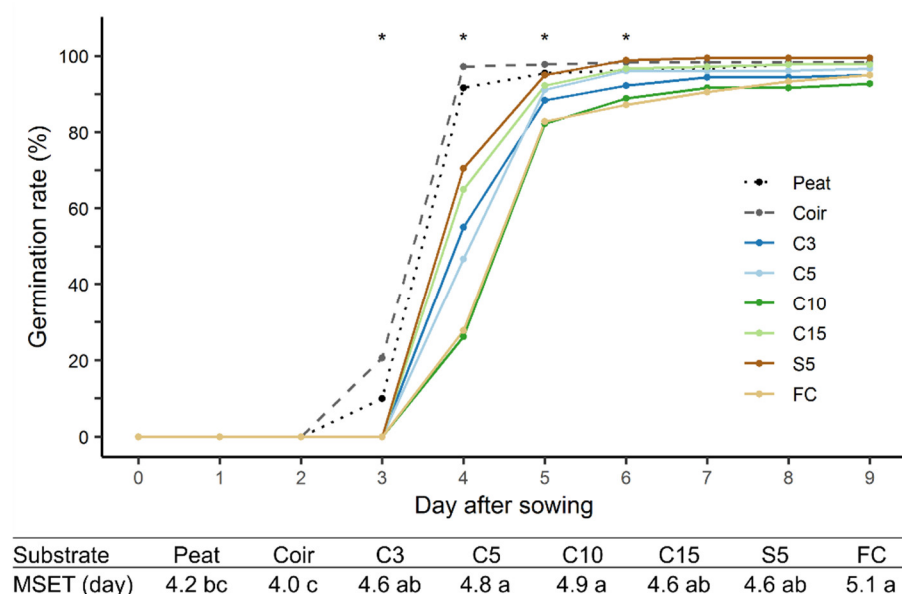 * * * *
100
80
60
40
20
0
Germination rate (%)
Peat
Coir
C3
C5
C10
C15
S5
FC
0 1 2 3 4 5 6 7 8 9
Day after sowing
Substrate Peat Coir C3 C5 C10 C15 S5 FC
MSET (day) 4.2 bc 4.0 c 4.6 ab 4.8 a 4.9 a 4.6 ab 4.6 ab 5.1 a